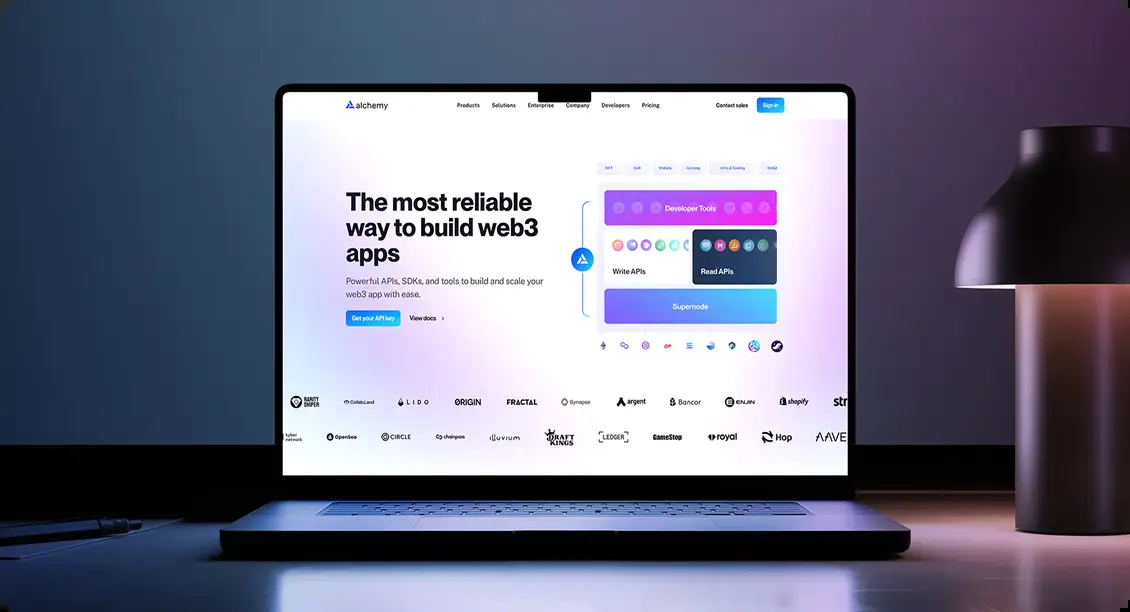 alchemy
Products Solutions Enterprise Company Developers Pricing
Contact sales Sign in
NFT DeFi Wallets Gaming Infra & Tooling Web2
The most reliable
way to build web3
apps
Powerful APIs, SDKs, and tools to build and scale your
web3 app with ease.
Get your API key View docs
Developer Tools
Write APIs Read APIs
Supernode
RARITY SNIPER Collab.Land LIDO ORIGIN FRACTAL Synapse argent Bancor ENJIN shopify str
kyber network OpenSea CIRCLE chainpass illuvium DRAFT KINGS LEDGER GameStop royal Hop AAVE